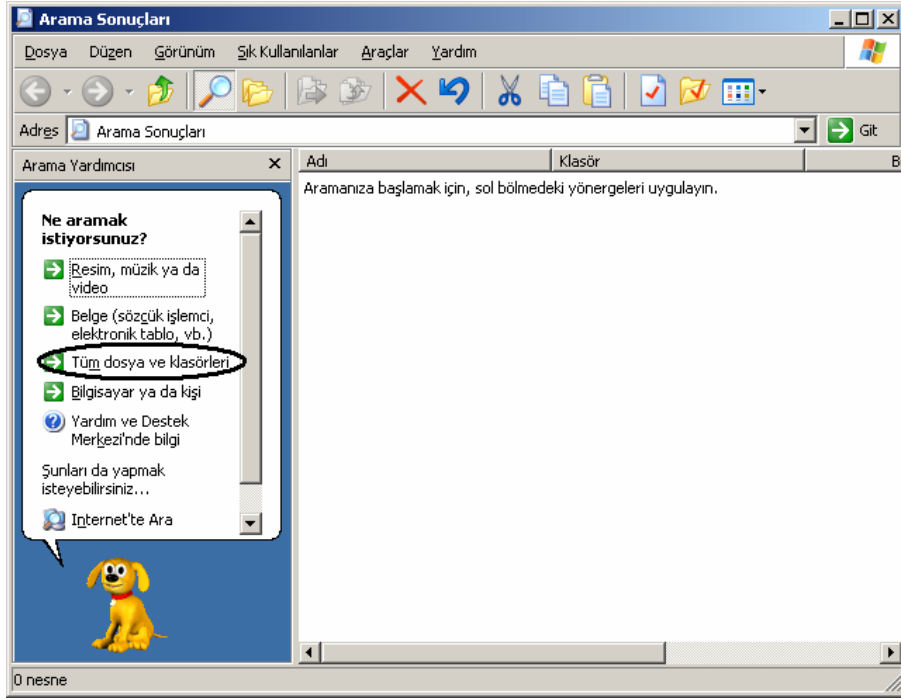 Arama Sonuçları
Dosya Düzen Görünüm Sık Kullanılanlar Araçlar Yardım
Adres Arama Sonuçları Git
Arama Yardımcısı
Adı Klasör B
Aramanıza başlamak için, sol bölmedeki yönergeleri uygulayın.
Ne aramak
istiyorsunuz?
Resim, müzik ya da
video
Belge (sözcük işlemci,
elektronik tablo, vb.)
Tüm dosya ve klasörleri
Bilgisayar ya da kişi
Yardım ve Destek
Merkezi'nde bilgi
Şunları da yapmak
isteyebilirsiniz...
Internet'te Ara
0 nesne